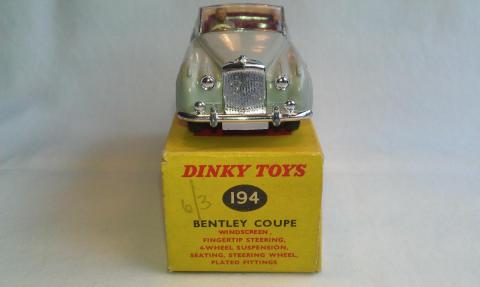 DINKY TOYS
194
6/3
BENTLEY COUPE
WINDSCREEN,
FINGERTIP STEERING,
4-WHEEL SUSPENSION,
SEATING, STEERING WHEEL,
PLATED FITTINGS